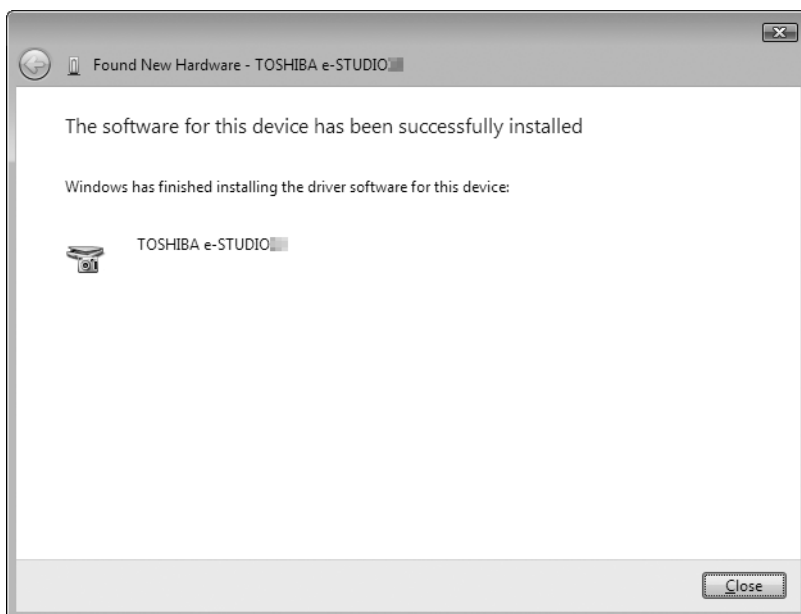 Found New Hardware - TOSHIBA e-STUDIO
The software for this device has been successfully installed
Windows has finished installing the driver software for this device:
TOSHIBA e-STUDIO
Close